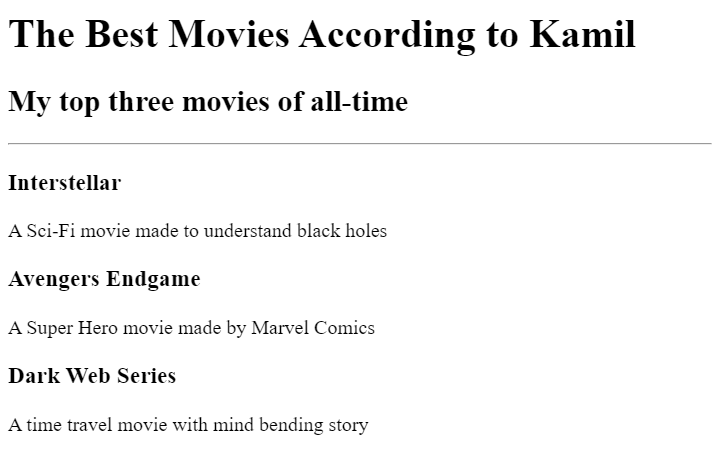 The Best Movies According to Kamil
My top three movies of all-time
Interstellar
A Sci-Fi movie made to understand black holes
Avengers Endgame
A Super Hero movie made by Marvel Comics
Dark Web Series
A time travel movie with mind bending story